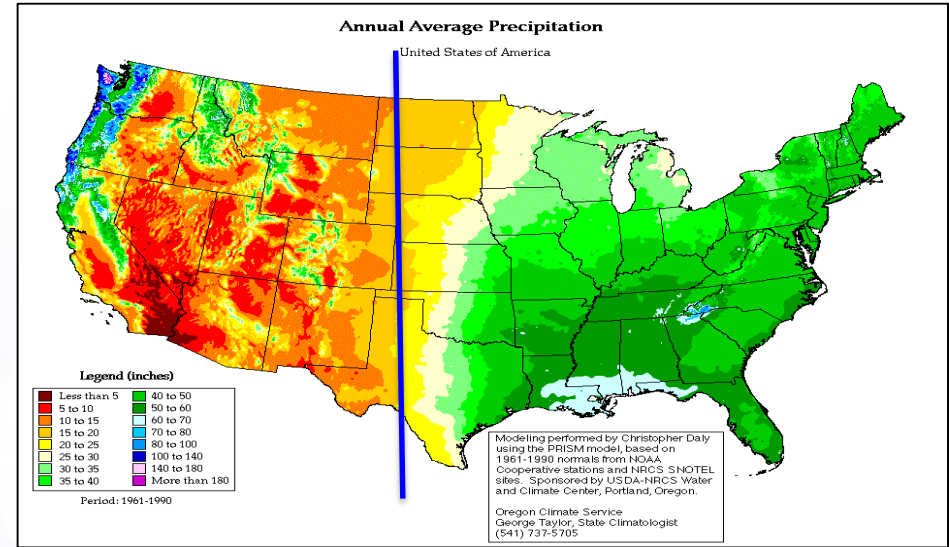 Annual Average Precipitation
United States of America
Legend (inches)
Less than 5
5 to 10
10 to 15
15 to 20
20 to 25
25 to 30
30 to 35
35 to 40
40 to 50
50 to 60
60 to 70
70 to 80
80 to 100
100 to 140
140 to 180
More than 180
Period: 1961-1990
Modeling performed by Christopher Daly
using the PRISM model, based on
1961-1990 normals from NOAA
Cooperative stations and NRCS SNOTEL
sites. Sponsored by USDA-NRCS Water
and Climate Center, Portland, Oregon.
Oregon Climate Service
George Taylor, State Climatologist
(541) 737-5705